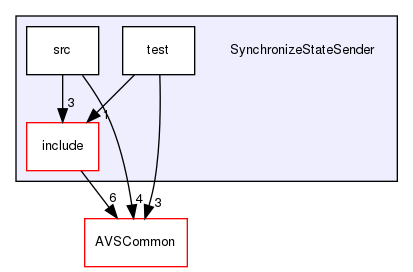 src
test
SynchronizeStateSender
3
1
include
6
4
3
AVSCommon